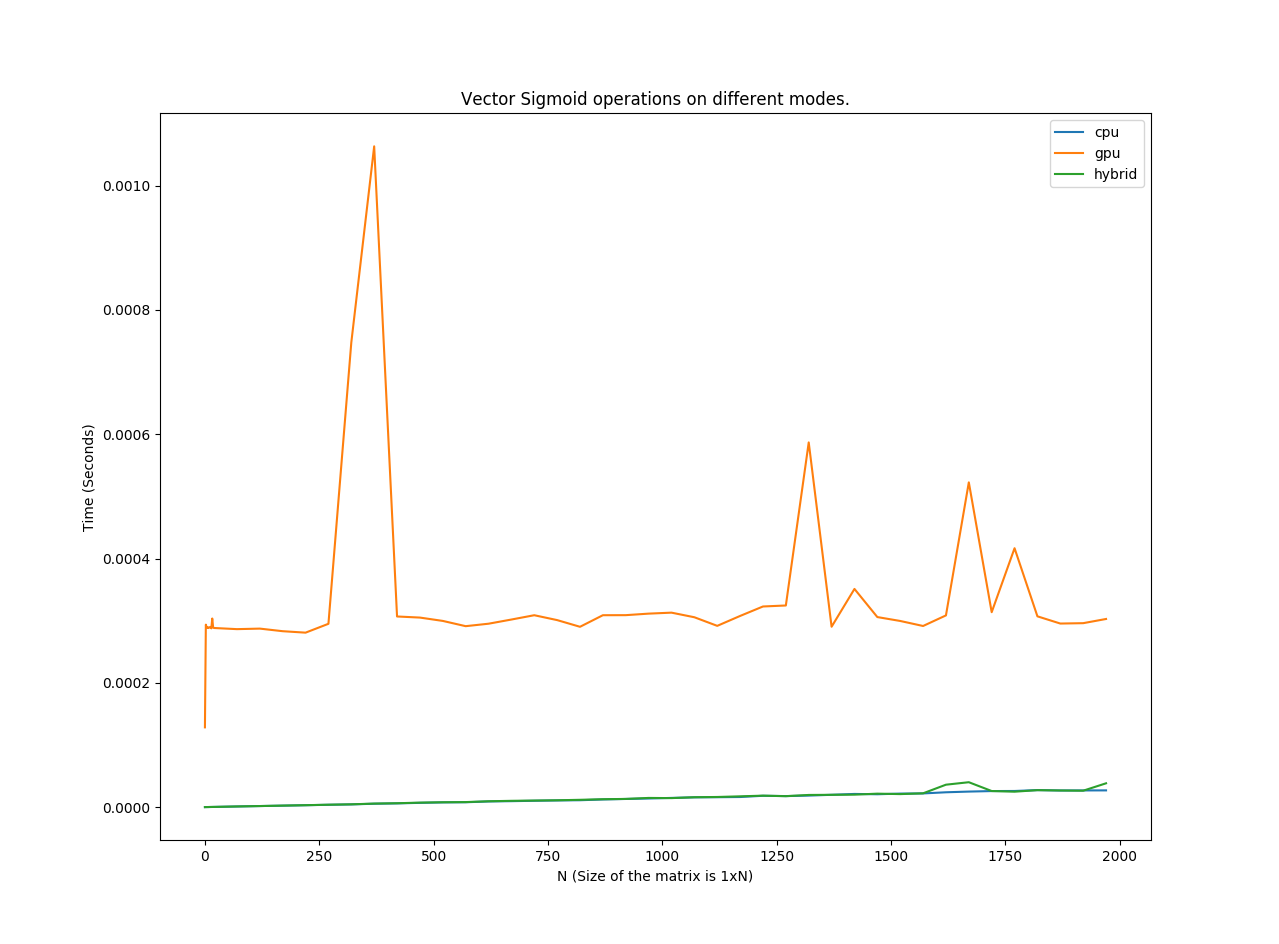 Vector Sigmoid operations on different modes.
cpu
gpu
hybrid
0.0010
0.0008
0.0006
0.0004
0.0002
0.0000
Time (Seconds)
0 250 500 750 1000 1250 1500 1750 2000
N (Size of the matrix is 1xN)